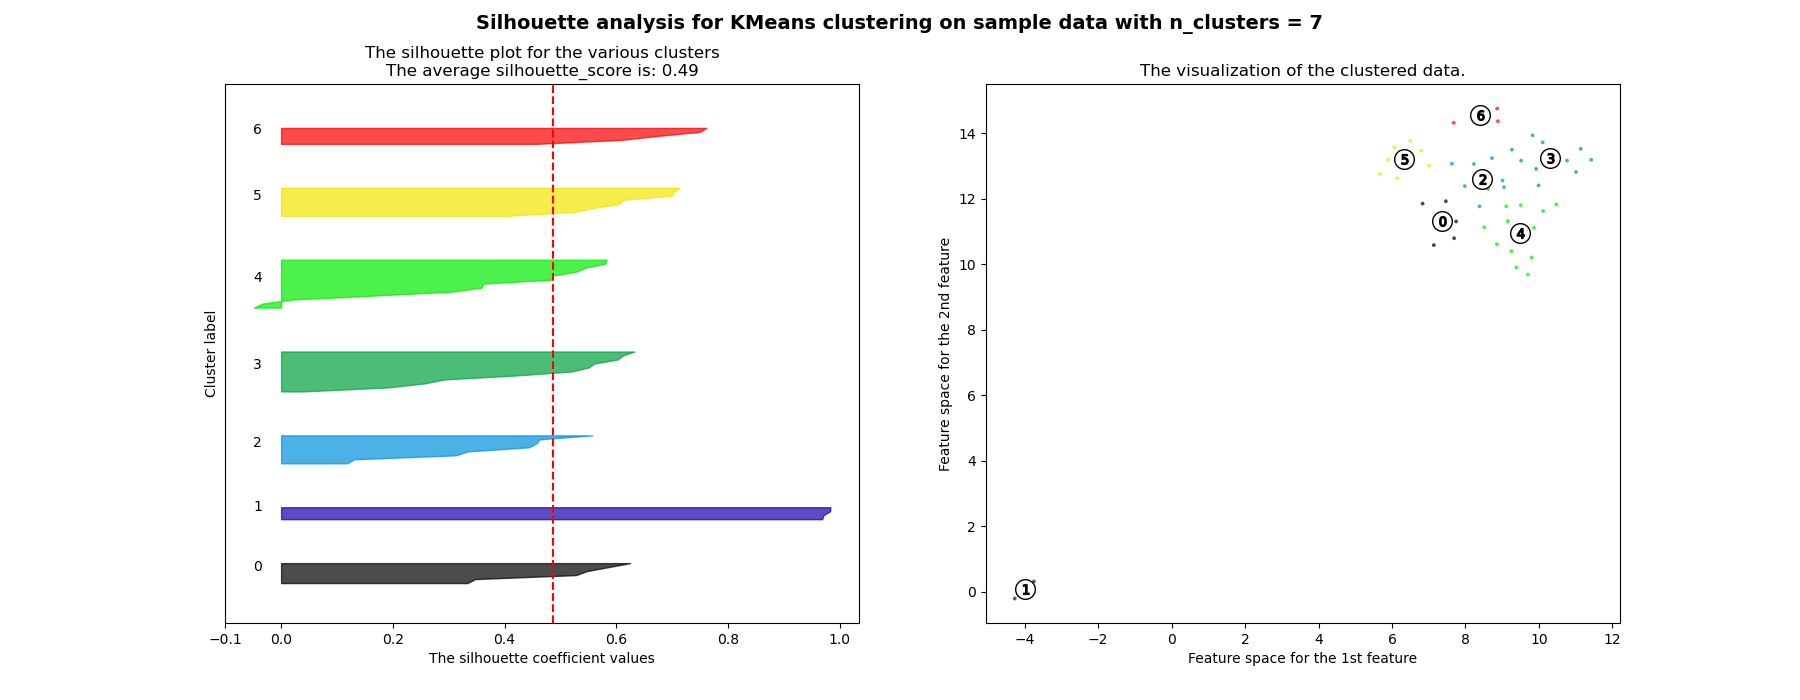 Silhouette analysis for KMeans clustering on sample data with n_clusters = 7
The silhouette plot for the various clusters
The average silhouette_score is: 0.49
6
5
4
3
2
1
0
Cluster label
−0.1 0.0 0.2 0.4 0.6 0.8 1.0
The silhouette coefficient values
The visualization of the clustered data.
14
12
10
8
6
4
2
0
Feature space for the 2nd feature
6
5
3
2
0
4
1
−4 −2 0 2 4 6 8 10 12
Feature space for the 1st feature